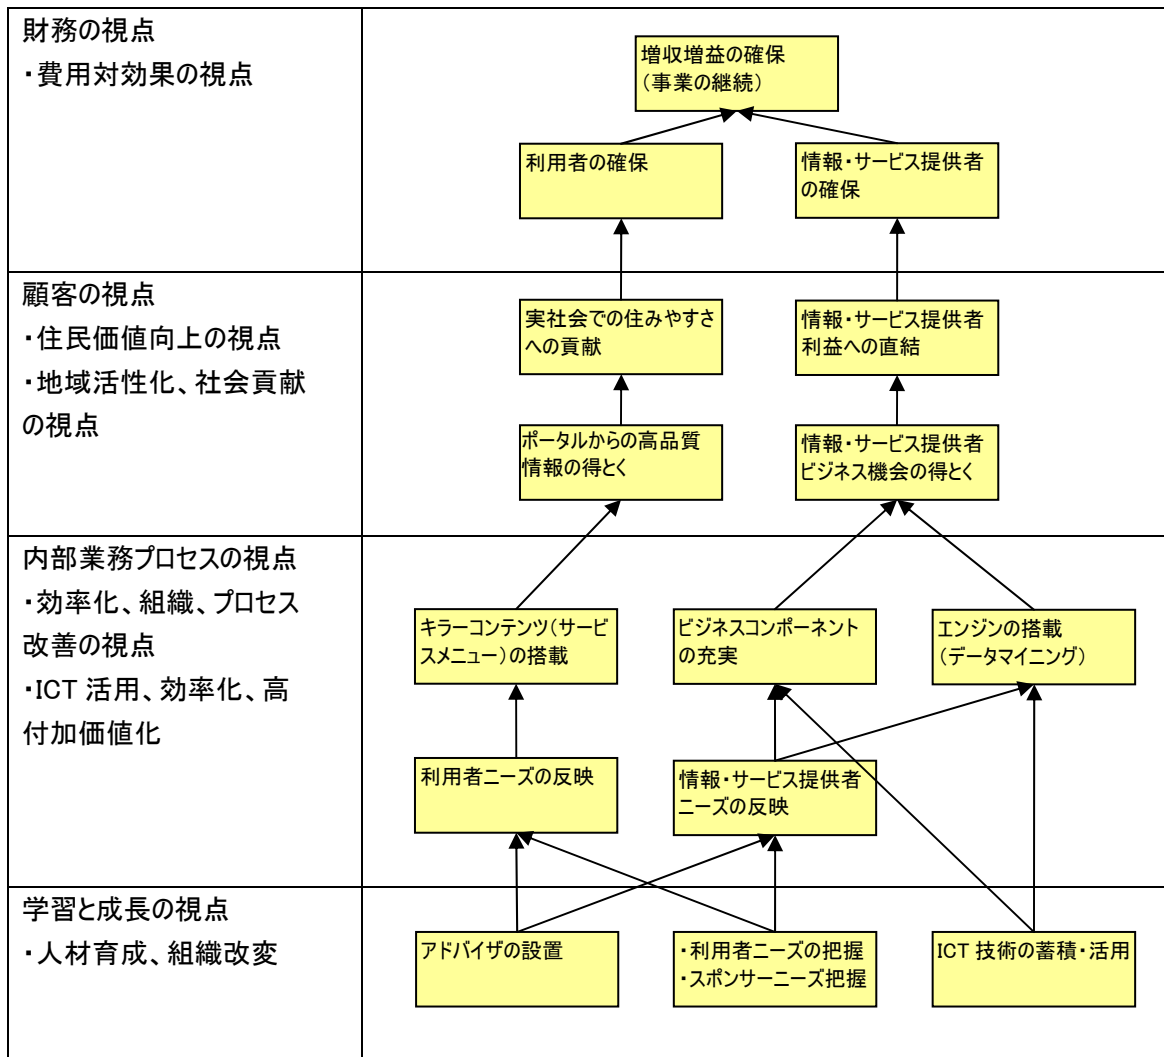 財務の視点
・費用対効果の視点
増収増益の確保
（事業の継続）
利用者の確保
情報・サービス提供者
の確保
顧客の視点
・住民価値向上の視点
・地域活性化、社会貢献
の視点
実社会での住みやすさ
への貢献
情報・サービス提供者
利益への直結
ポータルからの高品質
情報の得とく
情報・サービス提供者
ビジネス機会の得とく
内部業務プロセスの視点
・効率化、組織、プロセス
改善の視点
・ICT 活用、効率化、高
付加価値化
キラーコンテンツ（サービ
スメニュー）の搭載
ビジネスコンポーネント
の充実
エンジンの搭載
（データマイニング）
利用者ニーズの反映
情報・サービス提供者
ニーズの反映
学習と成長の視点
・人材育成、組織改変
アドバイザの設置
・利用者ニーズの把握
・スポンサーニーズ把握
ICT 技術の蓄積・活用